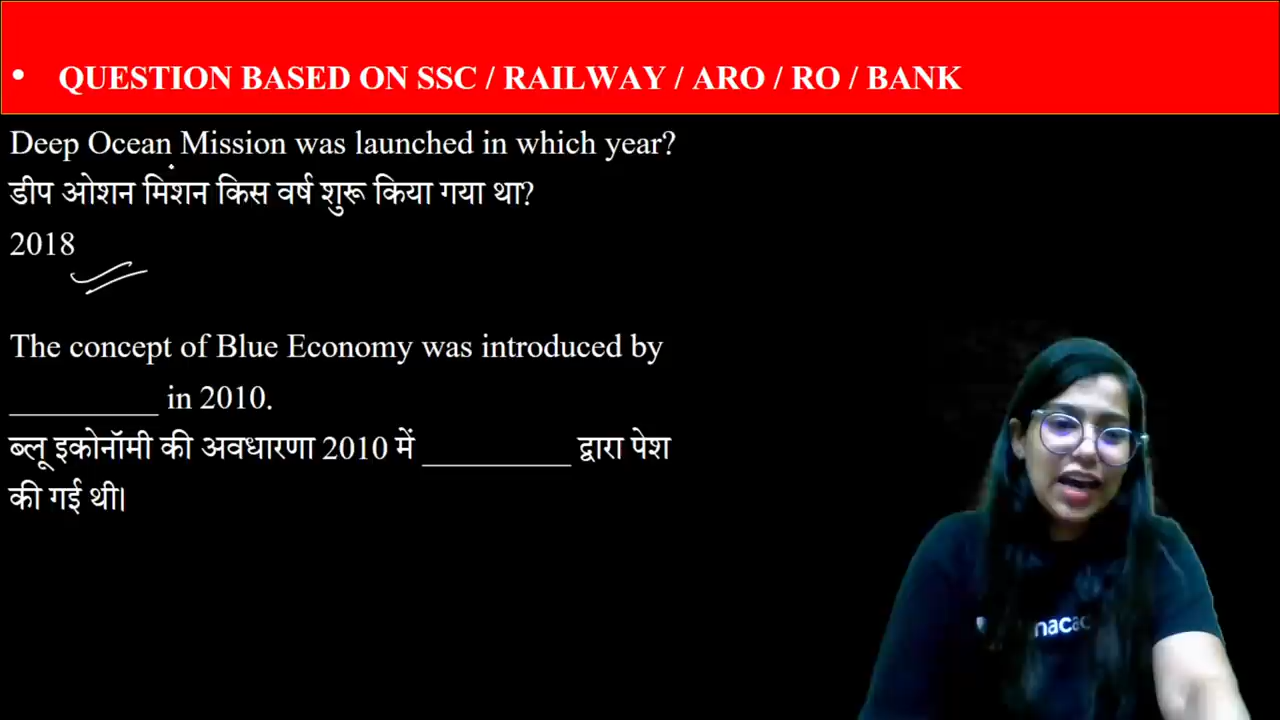 • QUESTION BASED ON SSC / RAILWAY / ARO / RO / BANK
Deep Ocean Mission was launched in which year?
डीप ओशन मिशन किस वर्ष शुरू किया गया था?
2018
The concept of Blue Economy was introduced by
__________ in 2010.
ब्लू इकोनॉमी की अवधारणा 2010 में __________ द्वारा पेश
की गई थी।